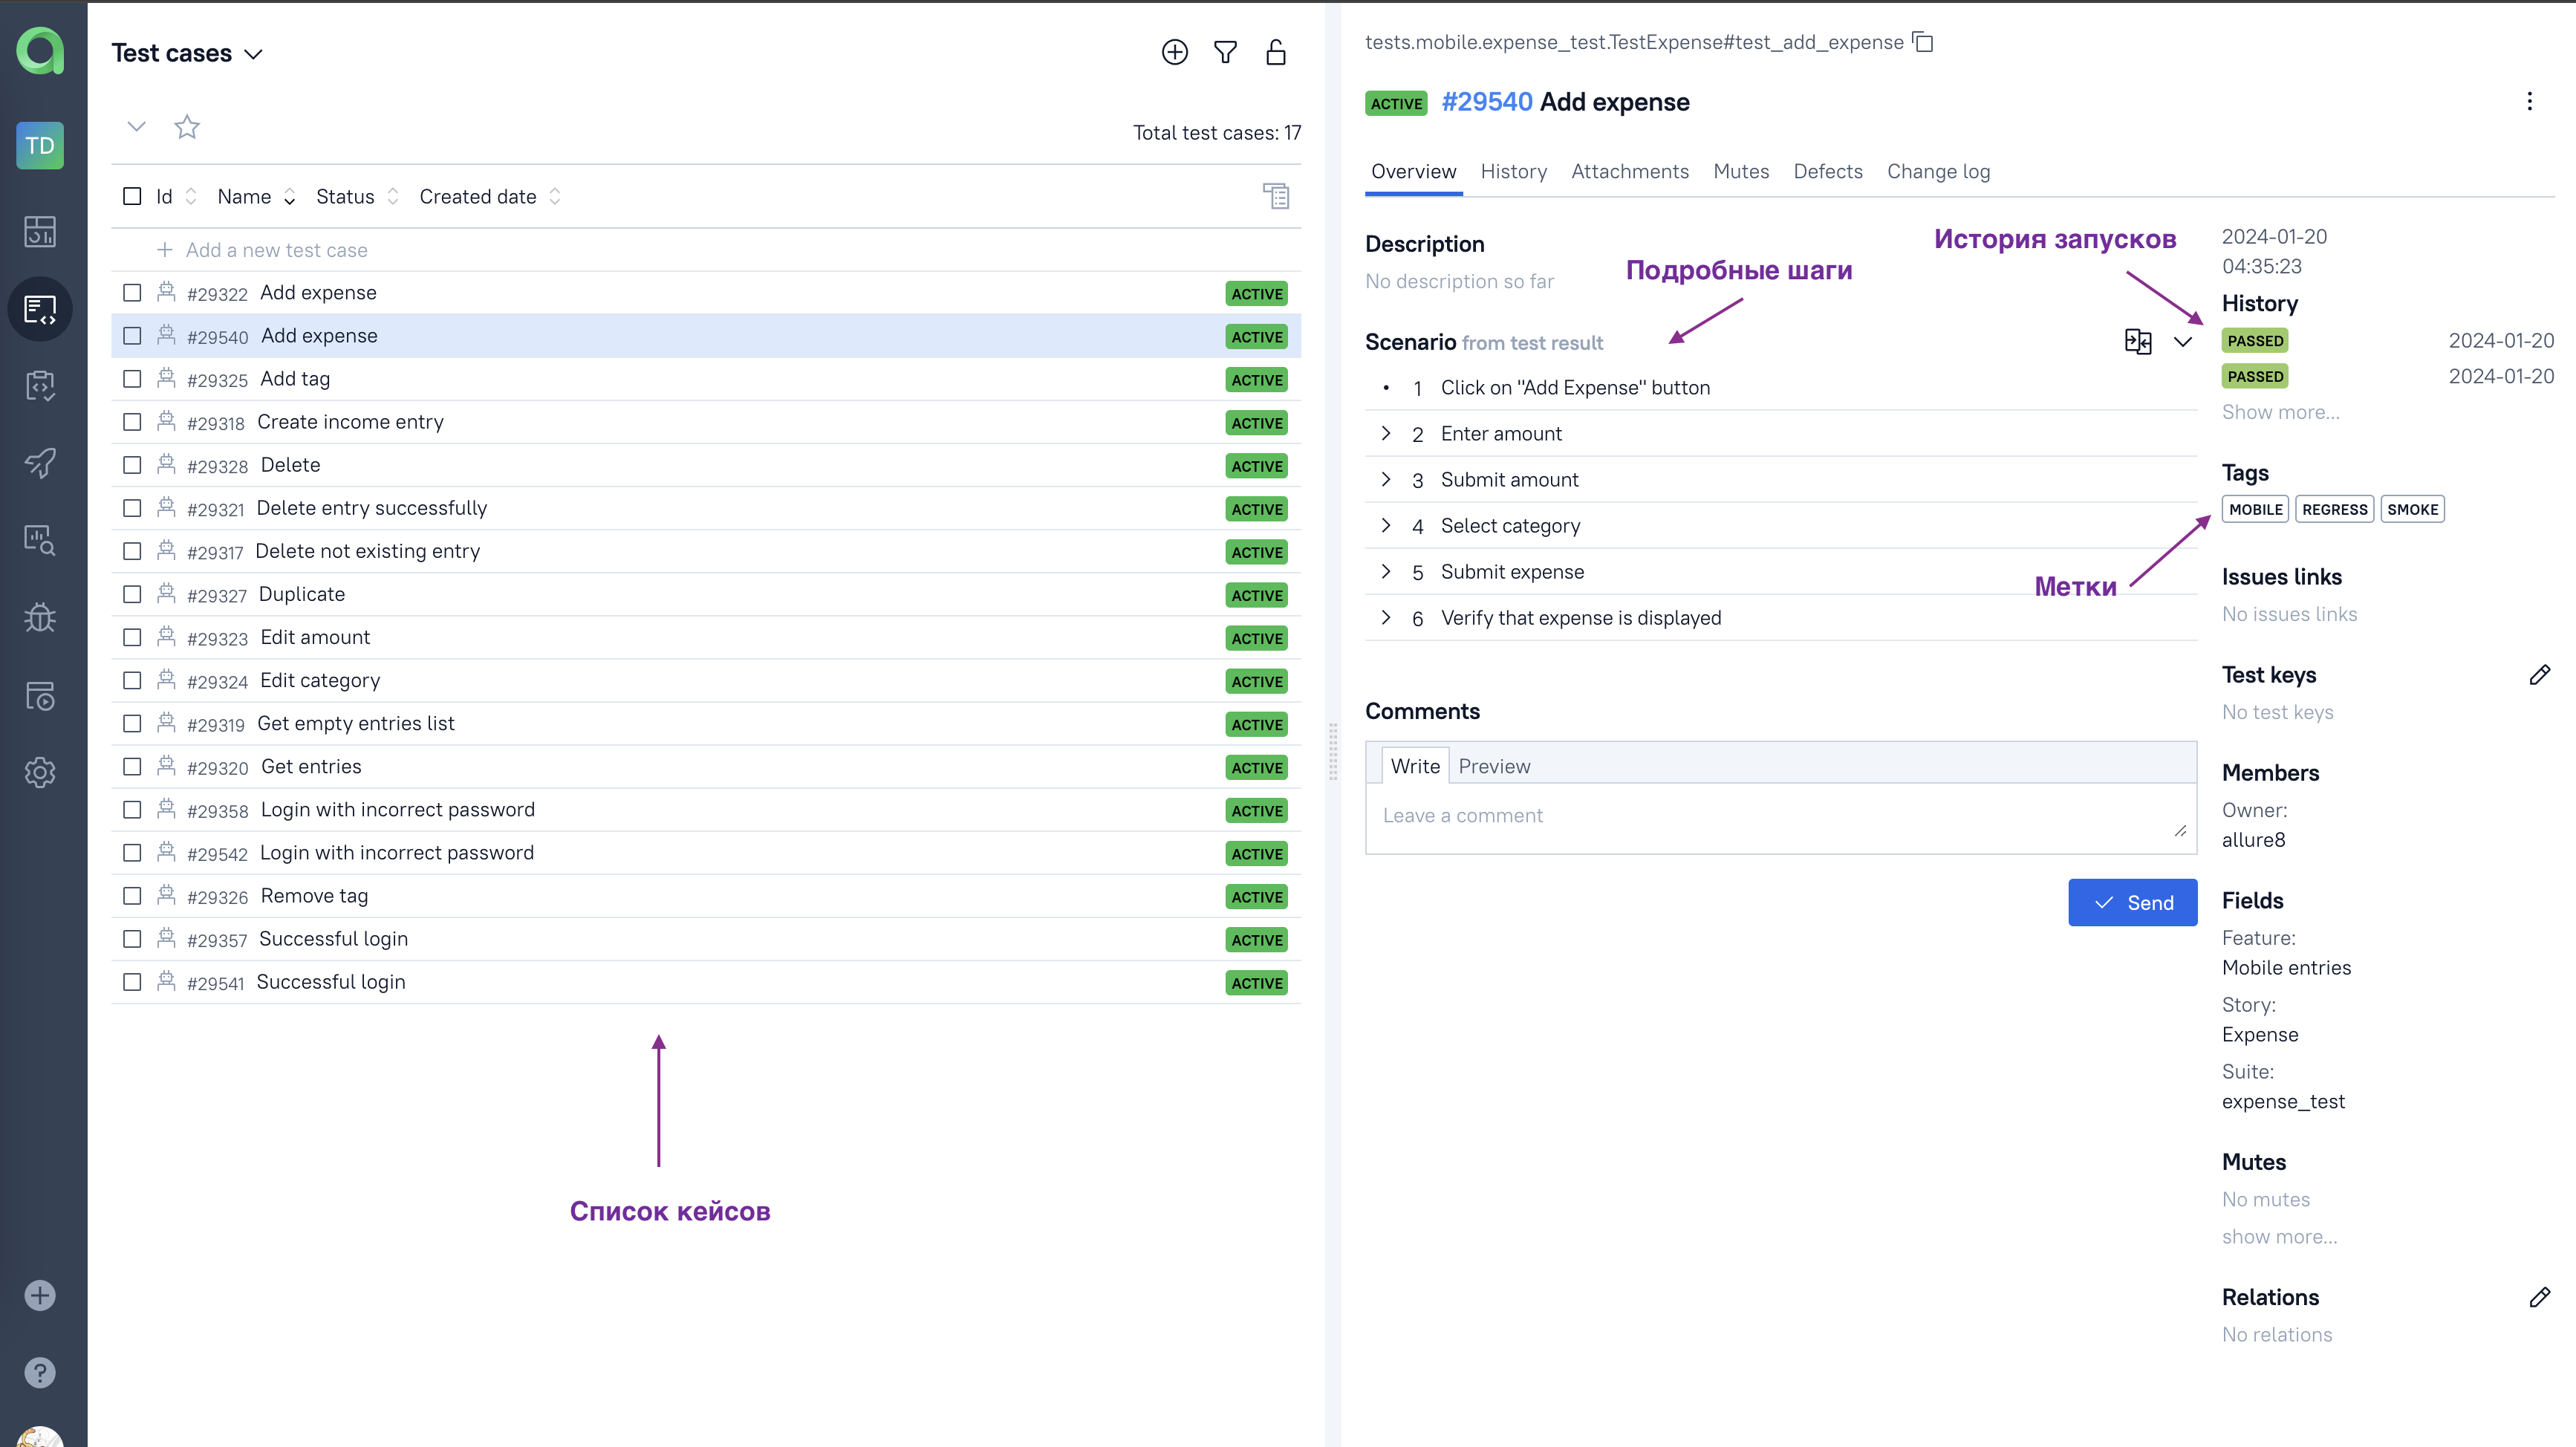 TD
Test cases
Total test cases: 17
Id Name Status Created date
Add a new test case
#29322 Add expense ACTIVE
#29540 Add expense ACTIVE
#29325 Add tag ACTIVE
#29318 Create income entry ACTIVE
#29328 Delete ACTIVE
#29321 Delete entry successfully ACTIVE
#29317 Delete not existing entry ACTIVE
#29327 Duplicate ACTIVE
#29323 Edit amount ACTIVE
#29324 Edit category ACTIVE
#29319 Get empty entries list ACTIVE
#29320 Get entries ACTIVE
#29358 Login with incorrect password ACTIVE
#29542 Login with incorrect password ACTIVE
#29326 Remove tag ACTIVE
#29357 Successful login ACTIVE
#29541 Successful login ACTIVE
Список кейсов
tests.mobile.expense_test.TestExpense#test_add_expense
ACTIVE #29540 Add expense
Overview History Attachments Mutes Defects Change log
Description
No description so far
Подробные шаги
История запусков
Scenario from test result
1 Click on "Add Expense" button
2 Enter amount
3 Submit amount
4 Select category
5 Submit expense
6 Verify that expense is displayed
Метки
Comments
Write Preview
Leave a comment
Send
2024-01-20
04:35:23
History
PASSED 2024-01-20
PASSED 2024-01-20
Show more...
Tags
MOBILE REGRESS SMOKE
Issues links
No issues links
Test keys
No test keys
Members
Owner:
allure8
Fields
Feature:
Mobile entries
Story:
Expense
Suite:
expense_test
Mutes
No mutes
show more...
Relations
No relations